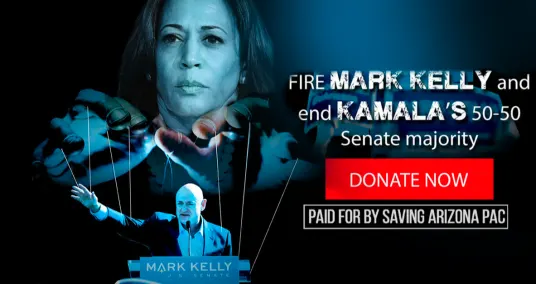 FIRE MARK KELLY and
end KAMALA'S 50-50
Senate majority
DONATE NOW
PAID FOR BY SAVING ARIZONA PAC
MARK KELLY
U.S. SENATE